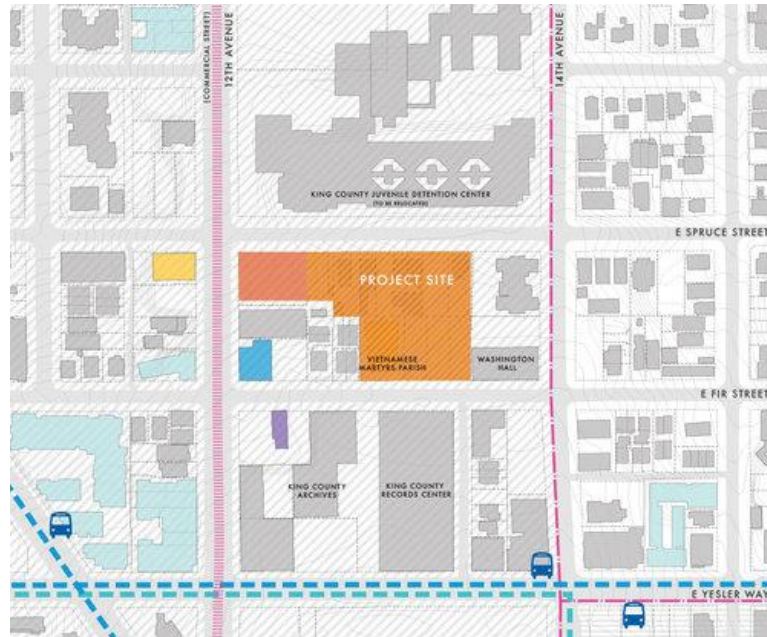 [COMMERCIAL STREET]
12TH AVENUE
14TH AVENUE
KING COUNTY JUVENILE DETENTION CENTER
[TO BE RELOCATED]
E SPRUCE STREET
PROJECT SITE
VIETNAMESE
MARTYRS PARISH
WASHINGTON
HALL
E FIR STREET
KING COUNTY
ARCHIVES
KING COUNTY
RECORDS CENTER
E YESLER WAY